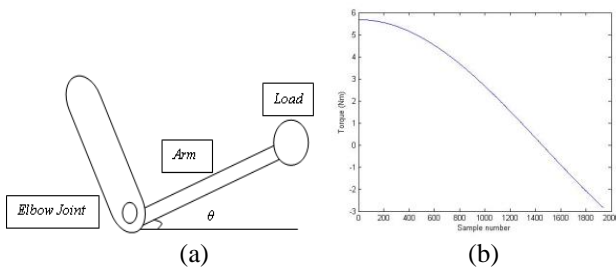 Load
Arm
Elbow Joint
θ
(a)
6
5
4
3
2
1
0
-1
-2
-3
Torque (Nm)
0 200 400 600 800 1000 1200 1400 1600 1800 2000
Sample number
(b)
(b)